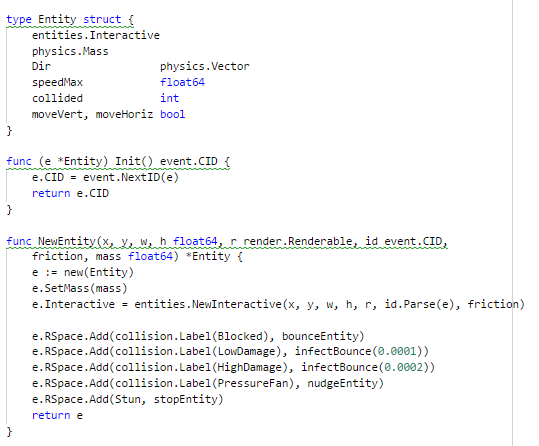 type Entity struct {
    entities.Interactive
    physics.Mass
    Dir                 physics.Vector
    speedMax            float64
    collided            int
    moveVert, moveHoriz bool
}

func (e *Entity) Init() event.CID {
    e.CID = event.NextID(e)
    return e.CID
}

func NewEntity(x, y, w, h float64, r render.Renderable, id event.CID,
    friction, mass float64) *Entity {
    e := new(Entity)
    e.SetMass(mass)
    e.Interactive = entities.NewInteractive(x, y, w, h, r, id.Parse(e), friction)

    e.RSpace.Add(collision.Label(Blocked), bounceEntity)
    e.RSpace.Add(collision.Label(LowDamage), infectBounce(0.0001))
    e.RSpace.Add(collision.Label(HighDamage), infectBounce(0.0002))
    e.RSpace.Add(collision.Label(PressureFan), nudgeEntity)
    e.RSpace.Add(Stun, stopEntity)
    return e
}